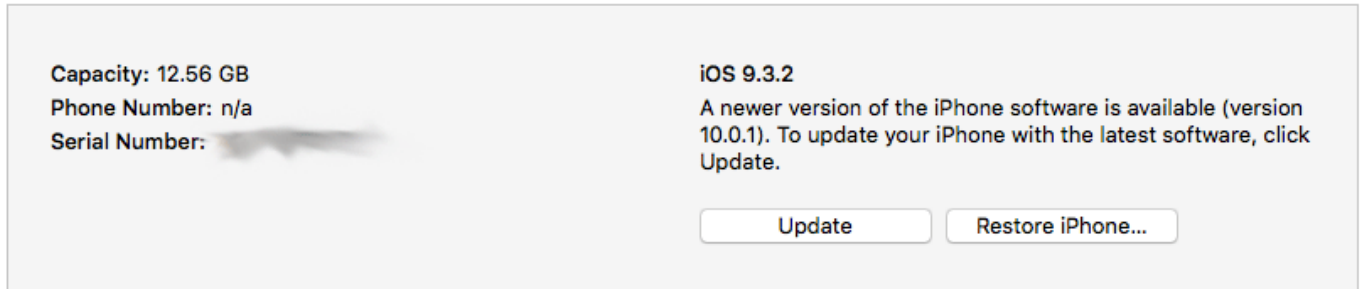 Capacity: 12.56 GB
Phone Number: n/a
Serial Number:
iOS 9.3.2
A newer version of the iPhone software is available (version
10.0.1). To update your iPhone with the latest software, click
Update.
Update
Restore iPhone...